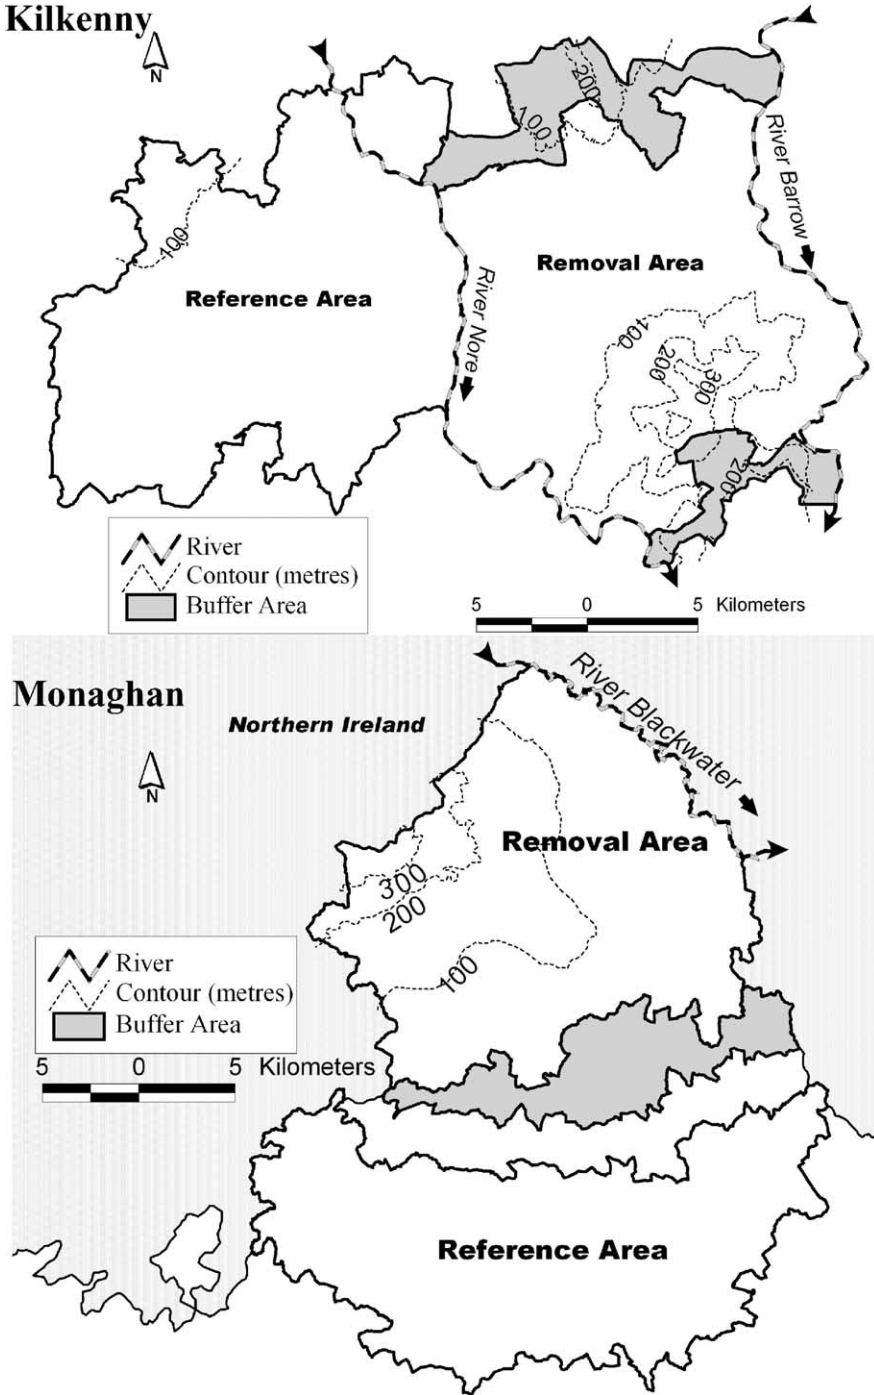 Kilkenny
N
200
100
River Barrow
100
Removal Area
Reference Area
River Nore
100
200
300
200
River
Contour (metres)
Buffer Area
5 0 5 Kilometers
Monaghan
River Blackwater
Northern Ireland
N
Removal Area
300
200
100
River
Contour (metres)
Buffer Area
5 0 5 Kilometers
Reference Area